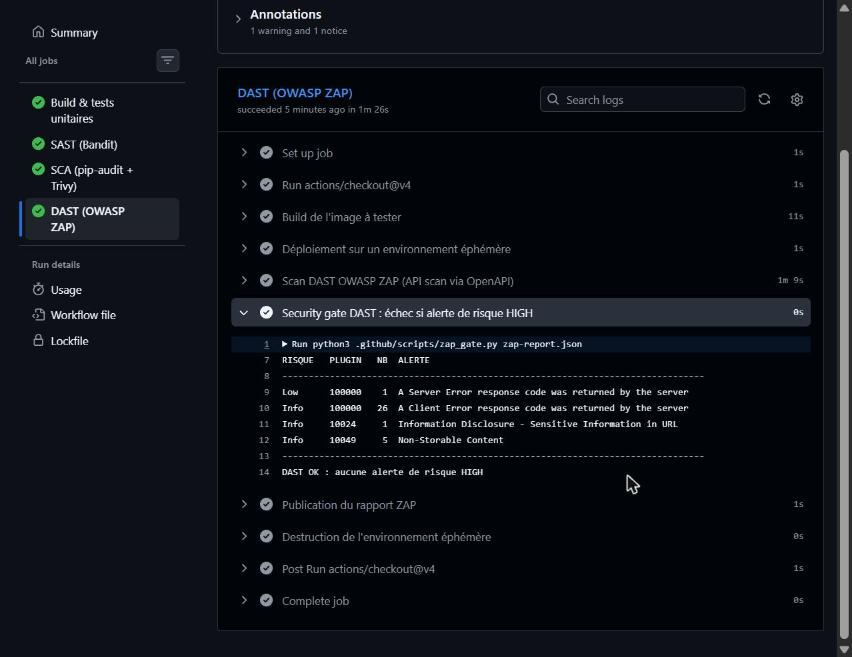 Summary
All jobs
Build & tests
unitaires
SAST (Bandit)
SCA (pip-audit +
Trivy)
DAST (OWASP
ZAP)
Run details
Usage
Workflow file
Lockfile
Annotations
1 warning and 1 notice
DAST (OWASP ZAP)
succeeded 5 minutes ago in 1m 26s
Search logs
Set up job 1s
Run actions/checkout@v4 1s
Build de l'image à tester 11s
Déploiement sur un environnement éphémère 1s
Scan DAST OWASP ZAP (API scan via OpenAPI) 1m 9s
Security gate DAST : échec si alerte de risque HIGH 0s
1 ▶ Run python3 .github/scripts/zap_gate.py zap-report.json
7 RISQUE PLUGIN NB ALERTE
8 --------------------------------------------------------------------------------
9 Low 100000 1 A Server Error response code was returned by the server
10 Info 100000 26 A Client Error response code was returned by the server
11 Info 10024 1 Information Disclosure - Sensitive Information in URL
12 Info 10049 5 Non-Storable Content
13 --------------------------------------------------------------------------------
14 DAST OK : aucune alerte de risque HIGH
Publication du rapport ZAP 1s
Destruction de l'environnement éphémère 0s
Post Run actions/checkout@v4 1s
Complete job 0s